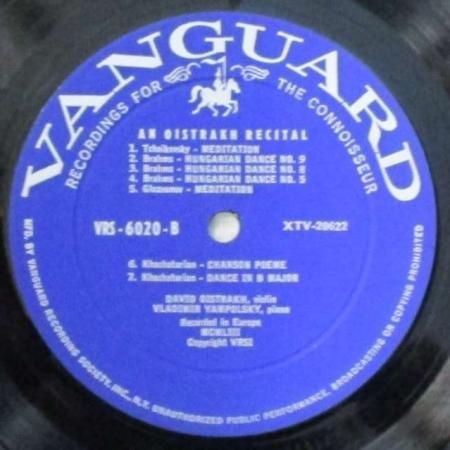 VANGUARD
RECORDINGS FOR THE CONNOISSEUR
AN OISTRAKH RECITAL
1. Tchaikovsky - MEDITATION
2. Brahms - HUNGARIAN DANCE NO. 9
3. Brahms - HUNGARIAN DANCE NO. 8
4. Brahms - HUNGARIAN DANCE NO. 5
5. Glazunov - MEDITATION
VRS-6020-B
XTV-20622
6. Khachaturian - CHANSON POEME
7. Khachaturian - DANCE IN B MAJOR
DAVID OISTRAKH, violin
VLADIMIR YAMPOLSKY, piano
Recorded in Europe
MCMLIII
Copyright VRSI
MFD. BY VANGUARD RECORDING SOCIETY, INC., N.Y. UNAUTHORIZED PUBLIC PERFORMANCE, BROADCASTING OR COPYING PROHIBITED